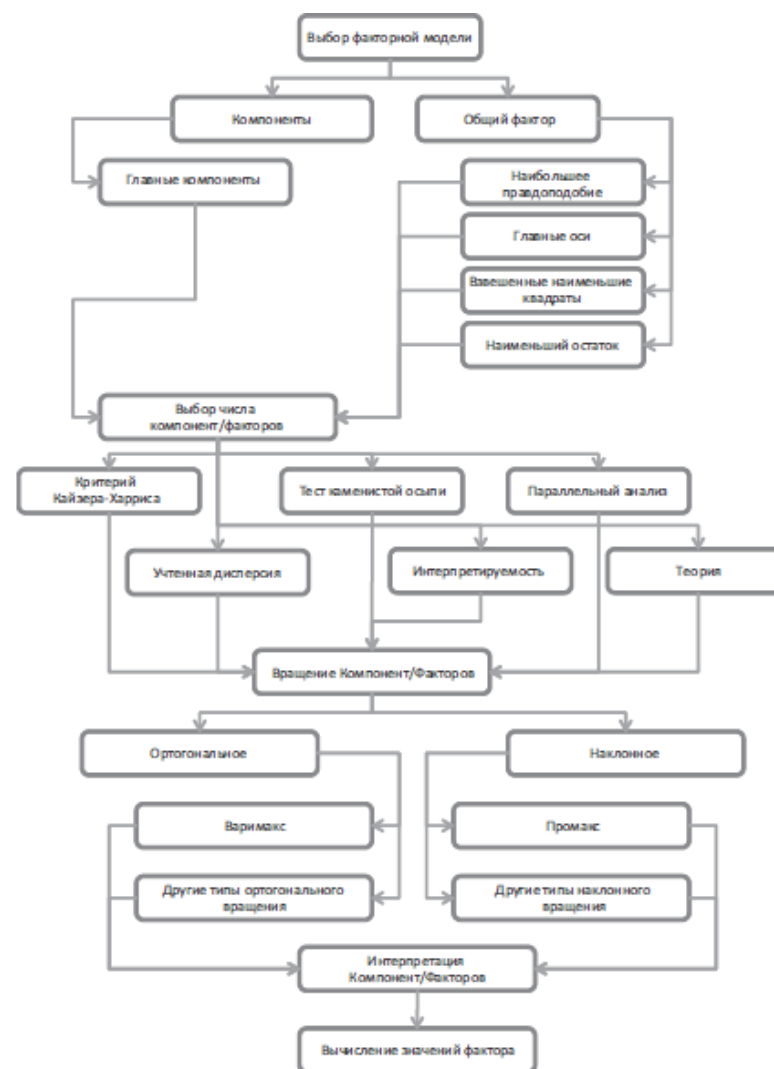 Выбор факторной модели
Компоненты
Общий фактор
Главные компоненты
Наибольшее
правдоподобие
Главные оси
Взвешенные наименьшие
квадраты
Наименьший остаток
Выбор числа
компонент/факторов
Критерий
Кайзера-Харриса
Тест каменистой осыпи
Параллельный анализ
Учтенная дисперсия
Интерпретируемость
Теория
Вращение Компонент/Факторов
Ортогональное
Наклонное
Варимакс
Промакс
Другие типы ортогонального
вращения
Другие типы наклонного
вращения
Интерпретация
Компонент/Факторов
Вычисление значений фактора